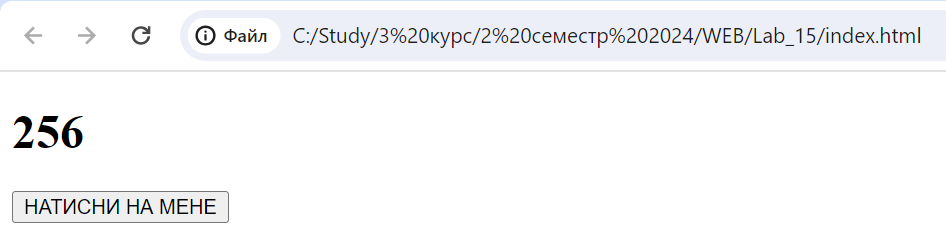 Файл C:/Study/3%20курс/2%20семестр%202024/WEB/Lab_15/index.html
256
НАТИСНИ НА МЕНЕ